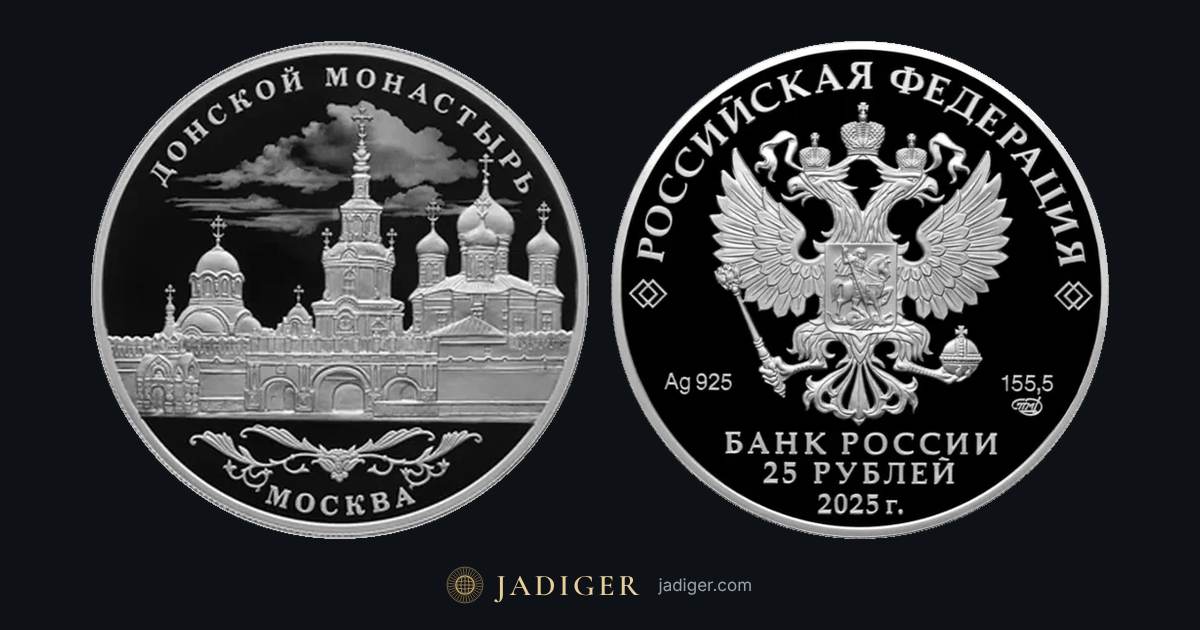 ДОНСКОЙ МОНАСТЫРЬ
МОСКВА
РОССИЙСКАЯ ФЕДЕРАЦИЯ
Ag 925
155,5
БАНК РОССИИ
25 РУБЛЕЙ
2025 г.
JADIGER
jadiger.com